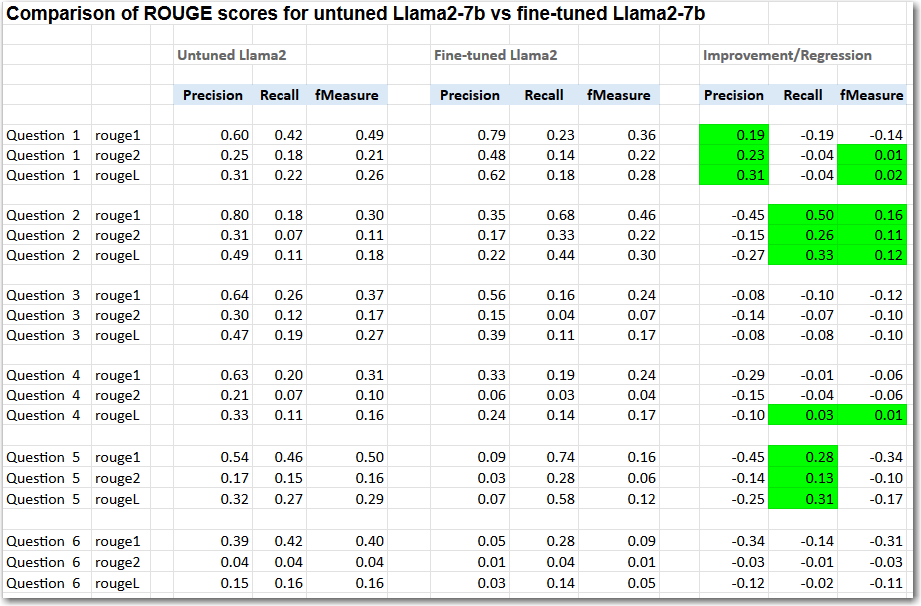 Comparison of ROUGE scores for untuned Llama2-7b vs fine-tuned Llama2-7b
Untuned Llama2 Fine-tuned Llama2 Improvement/Regression
Precision Recall fMeasure Precision Recall fMeasure Precision Recall fMeasure
Question 1 rouge1 0.60 0.42 0.49 0.79 0.23 0.36 0.19 -0.19 -0.14
Question 1 rouge2 0.25 0.18 0.21 0.48 0.14 0.22 0.23 -0.04 0.01
Question 1 rougeL 0.31 0.22 0.26 0.62 0.18 0.28 0.31 -0.04 0.02
Question 2 rouge1 0.80 0.18 0.30 0.35 0.68 0.46 -0.45 0.50 0.16
Question 2 rouge2 0.31 0.07 0.11 0.17 0.33 0.22 -0.15 0.26 0.11
Question 2 rougeL 0.49 0.11 0.18 0.22 0.44 0.30 -0.27 0.33 0.12
Question 3 rouge1 0.64 0.26 0.37 0.56 0.16 0.24 -0.08 -0.10 -0.12
Question 3 rouge2 0.30 0.12 0.17 0.15 0.04 0.07 -0.14 -0.07 -0.10
Question 3 rougeL 0.47 0.19 0.27 0.39 0.11 0.17 -0.08 -0.08 -0.10
Question 4 rouge1 0.63 0.20 0.31 0.33 0.19 0.24 -0.29 -0.01 -0.06
Question 4 rouge2 0.21 0.07 0.10 0.06 0.03 0.04 -0.15 -0.04 -0.06
Question 4 rougeL 0.33 0.11 0.16 0.24 0.14 0.17 -0.10 0.03 0.01
Question 5 rouge1 0.54 0.46 0.50 0.09 0.74 0.16 -0.45 0.28 -0.34
Question 5 rouge2 0.17 0.15 0.16 0.03 0.28 0.06 -0.14 0.13 -0.10
Question 5 rougeL 0.32 0.27 0.29 0.07 0.58 0.12 -0.25 0.31 -0.17
Question 6 rouge1 0.39 0.42 0.40 0.05 0.28 0.09 -0.34 -0.14 -0.31
Question 6 rouge2 0.04 0.04 0.04 0.01 0.04 0.01 -0.03 -0.01 -0.03
Question 6 rougeL 0.15 0.16 0.16 0.03 0.14 0.05 -0.12 -0.02 -0.11